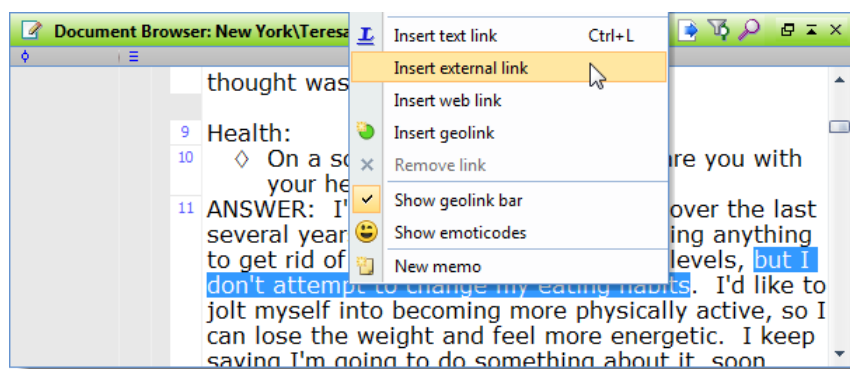 Document Browser: New York\Teresa
Insert text link Ctrl+L
Insert external link
Insert web link
Insert geolink
Remove link
Show geolink bar
Show emoticodes
New memo
thought was
9 Health:
10 ◊ On a sc re you with
your he
11 ANSWER: I' over the last
several year ing anything
to get rid of levels, but I
don't attempt to change my eating habits. I'd like to
jolt myself into becoming more physically active, so I
can lose the weight and feel more energetic. I keep
saying I'm going to do something about it soon